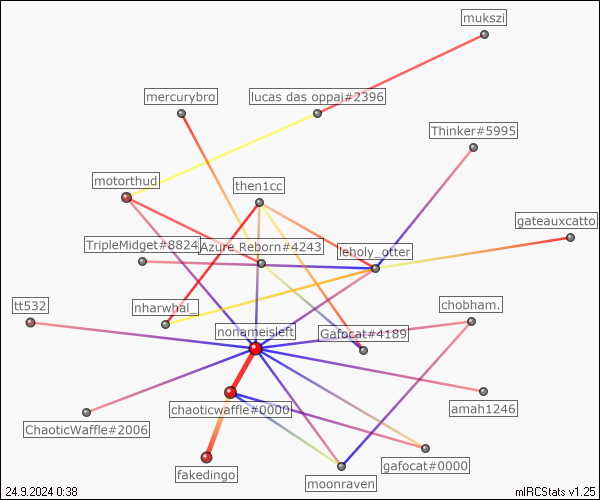 mukszi
mercurybro
lucas das oppai#2396
Thinker#5995
motorthud
then1cc
gateauxcatto
TripleMidget#8824
Azure Reborn#4243
leholy_otter
tt532
nharwhal_
chobham.
nonameisleft
Gafocat#4189
amah1246
chaoticwaffle#0000
ChaoticWaffle#2006
gafocat#0000
fakedingo
moonraven
24.9.2024 0:38
mIRCStats v1.25